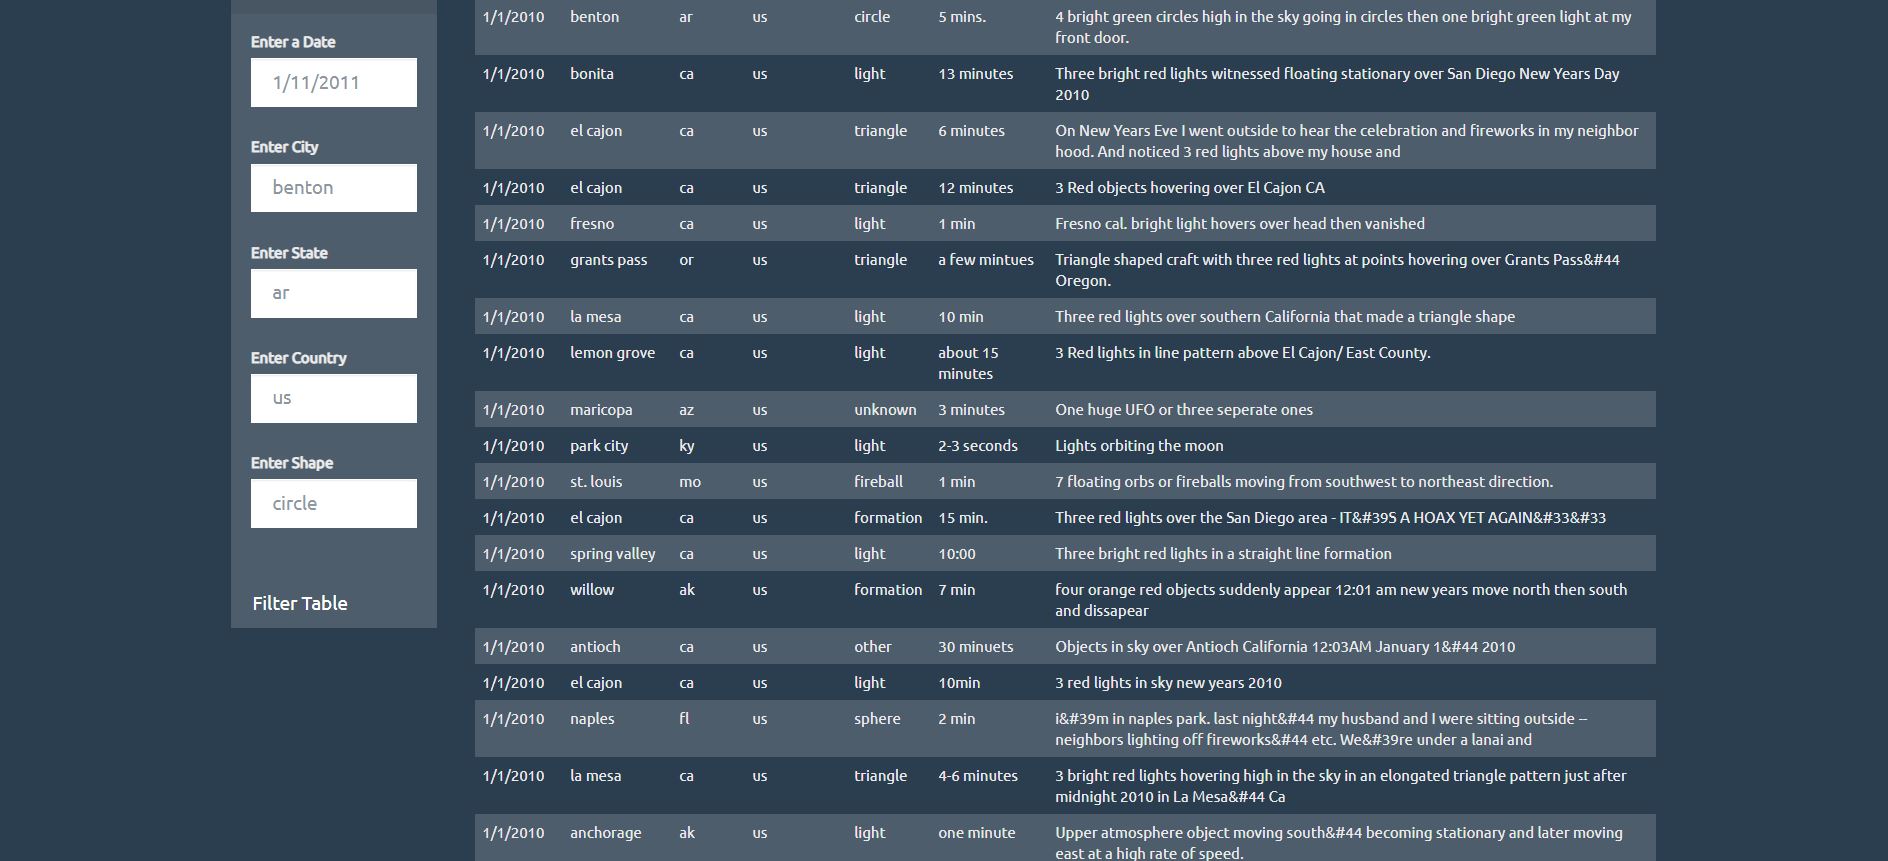 Enter a Date
1/11/2011
Enter City
benton
Enter State
ar
Enter Country
us
Enter Shape
circle
Filter Table
1/1/2010 benton ar us circle 5 mins. 4 bright green circles high in the sky going in circles then one bright green light at my
front door.
1/1/2010 bonita ca us light 13 minutes Three bright red lights witnessed floating stationary over San Diego New Years Day
2010
1/1/2010 el cajon ca us triangle 6 minutes On New Years Eve I went outside to hear the celebration and fireworks in my neighbor
hood. And noticed 3 red lights above my house and
1/1/2010 el cajon ca us triangle 12 minutes 3 Red objects hovering over El Cajon CA
1/1/2010 fresno ca us light 1 min Fresno cal. bright light hovers over head then vanished
1/1/2010 grants pass or us triangle a few mintues Triangle shaped craft with three red lights at points hovering over Grants Pass&#44
Oregon.
1/1/2010 la mesa ca us light 10 min Three red lights over southern California that made a triangle shape
1/1/2010 lemon grove ca us light about 15 3 Red lights in line pattern above El Cajon/ East County.
minutes
1/1/2010 maricopa az us unknown 3 minutes One huge UFO or three seperate ones
1/1/2010 park city ky us light 2-3 seconds Lights orbiting the moon
1/1/2010 st. louis mo us fireball 1 min 7 floating orbs or fireballs moving from southwest to northeast direction.
1/1/2010 el cajon ca us formation 15 min. Three red lights over the San Diego area - IT&#39S A HOAX YET AGAIN&#33&#33
1/1/2010 spring valley ca us light 10:00 Three bright red lights in a straight line formation
1/1/2010 willow ak us formation 7 min four orange red objects suddenly appear 12:01 am new years move north then south
and dissapear
1/1/2010 antioch ca us other 30 minuets Objects in sky over Antioch California 12:03AM January 1&#44 2010
1/1/2010 el cajon ca us light 10min 3 red lights in sky new years 2010
1/1/2010 naples fl us sphere 2 min i&#39m in naples park. last night&#44 my husband and I were sitting outside --
neighbors lighting off fireworks&#44 etc. We&#39re under a lanai and
1/1/2010 la mesa ca us triangle 4-6 minutes 3 bright red lights hovering high in the sky in an elongated triangle pattern just after
midnight 2010 in La Mesa&#44 Ca
1/1/2010 anchorage ak us light one minute Upper atmosphere object moving south&#44 becoming stationary and later moving
east at a high rate of speed.